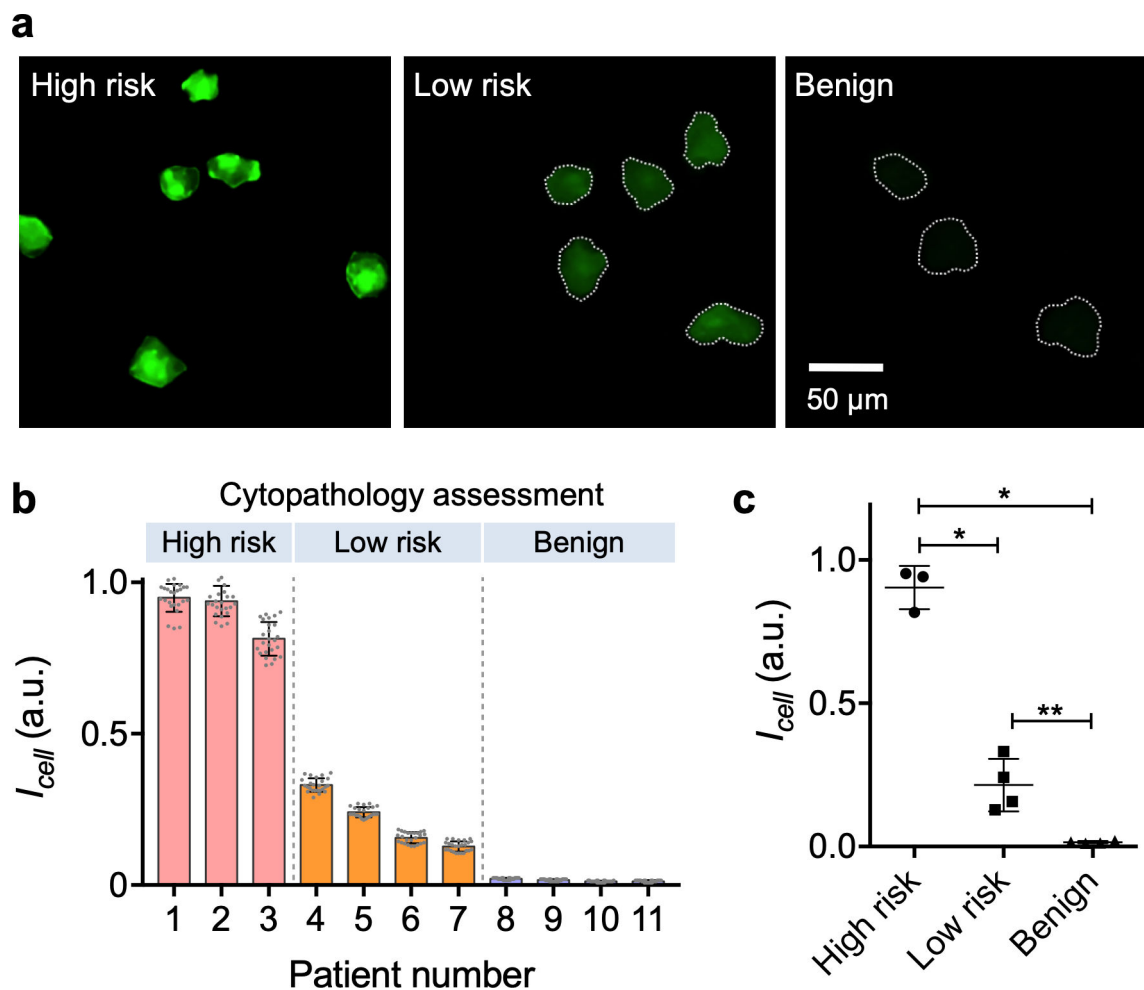 a
High risk
Low risk
Benign
50 µm
b
Cytopathology assessment
High risk
Low risk
Benign
1.0
0.5
0
I cell (a.u.)
1 2 3 4 5 6 7 8 9 10 11
Patient number
c
*
*
**
1.0
0.5
0.0
I cell (a.u.)
High risk
Low risk
Benign